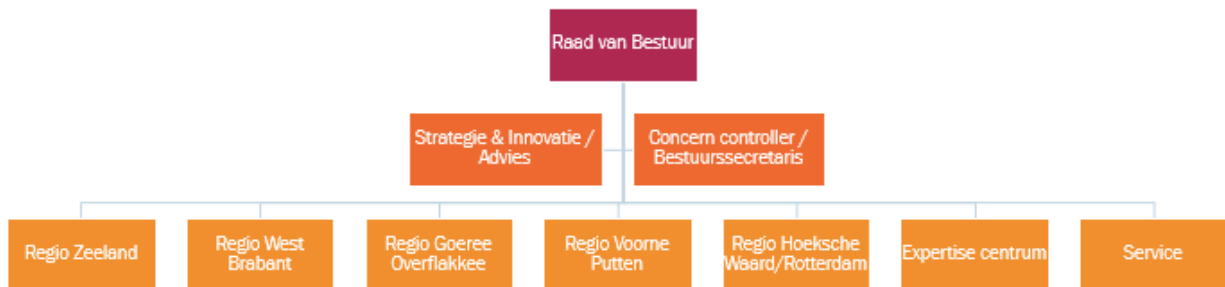 Raad van Bestuur
Strategie & Innovatie /
Advies
Concern controller /
Bestuurssecretaris
Regio Zeeland
Regio West
Brabant
Regio Goeree
Overflakkee
Regio Voorne
Putten
Regio Hoeksche
Waard/Rotterdam
Expertise centrum
Service